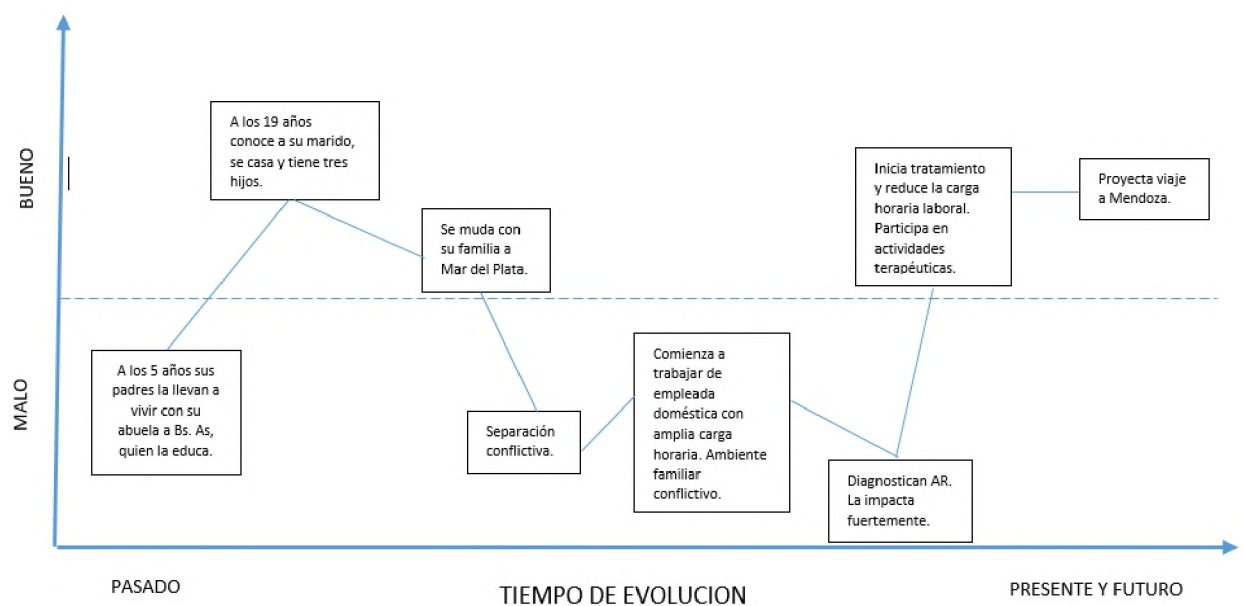 BUENO
MALO
A los 5 años sus
padres la llevan a
vivir con su
abuela a Bs. As,
quien la educa.
A los 19 años
conoce a su marido,
se casa y tiene tres
hijos.
Se muda con
su familia a
Mar del Plata.
Separación
conflictiva.
Comienza a
trabajar de
empleada
doméstica con
amplia carga
horaria. Ambiente
familiar
conflictivo.
Diagnostican AR.
La impacta
fuertemente.
Inicia tratamiento
y reduce la carga
horaria laboral.
Participa en
actividades
terapéuticas.
Proyecta viaje
a Mendoza.
PASADO
TIEMPO DE EVOLUCION
PRESENTE Y FUTURO